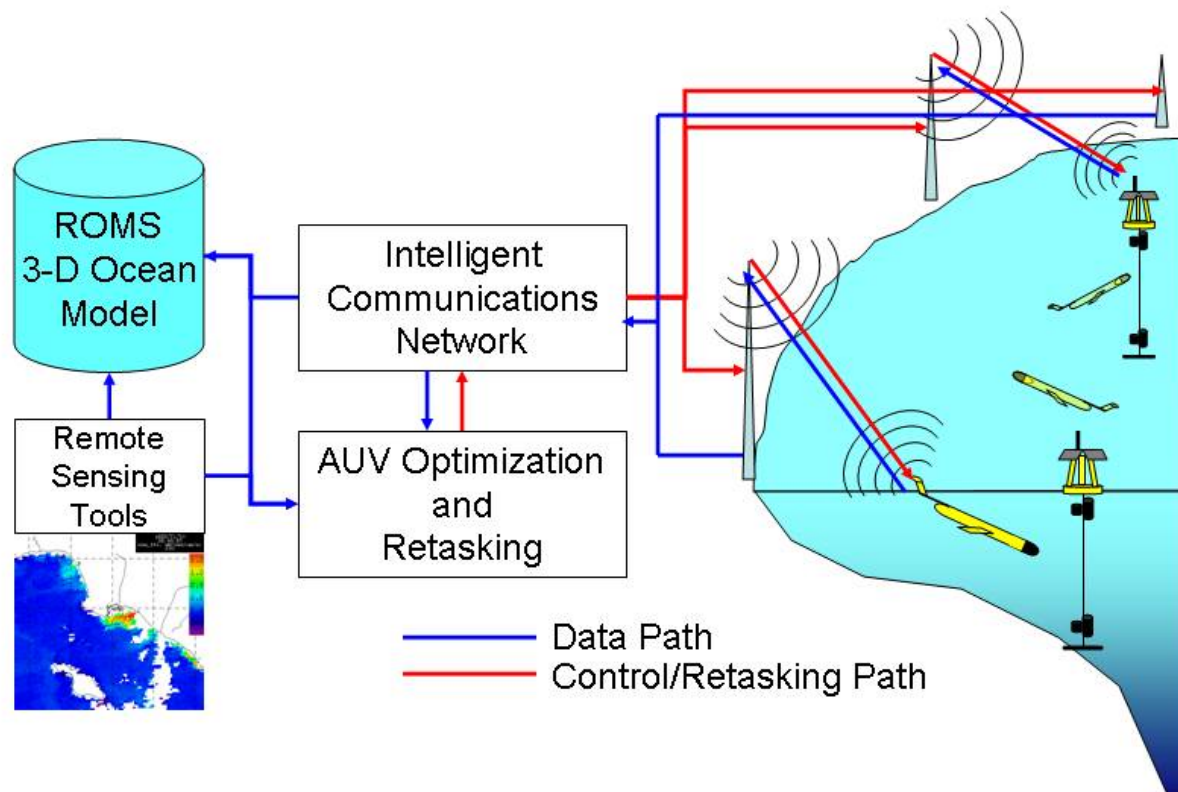 ROMS
3-D Ocean
Model
Intelligent
Communications
Network
Remote
Sensing
Tools
AUV Optimization
and
Retasking
Data Path
Control/Retasking Path